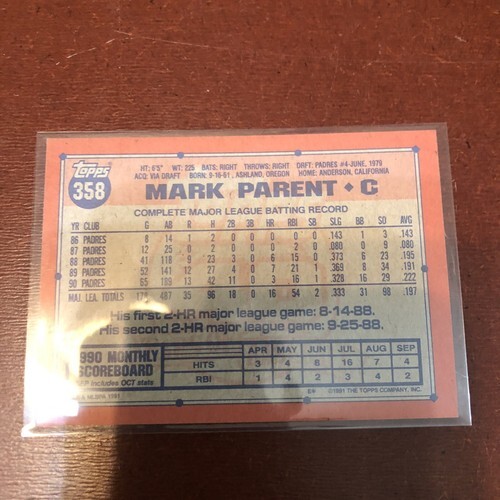 topps
358
HT: 6'5" WT: 225 BATS: RIGHT THROWS: RIGHT DRFT: PADRES #4-JUNE, 1979
ACQ: VIA DRAFT BORN: 9-16-61, ASHLAND, OREGON HOME: ANDERSON, CALIFORNIA
MARK PARENT • C
COMPLETE MAJOR LEAGUE BATTING RECORD
YR CLUB G AB R H 2B 3B HR RBI SB SLG BB SO AVG
86 PADRES 8 14 1 2 0 0 0 0 0 .143 1 3 .143
87 PADRES 12 25 0 2 0 0 0 2 0 .080 0 9 .080
88 PADRES 41 118 9 23 3 0 6 15 0 .373 6 23 .195
89 PADRES 52 141 12 27 4 0 7 21 1 .369 8 34 .191
90 PADRES 65 189 13 42 11 0 3 16 1 .328 16 29 .222
MAJ. LEA. TOTALS 487 35 96 18 0 16 54 2 .333 31 98 .197
His first 2-HR major league game: 8-14-88.
His second 2-HR major league game: 9-25-88.
1990 MONTHLY SCOREBOARD
APR MAY JUN JUL AUG SEP
HITS 3 4 8 16 7 4
RBI 1 4 2 3 4 2
SEP includes OCT stats
©1991 THE TOPPS COMPANY, INC.